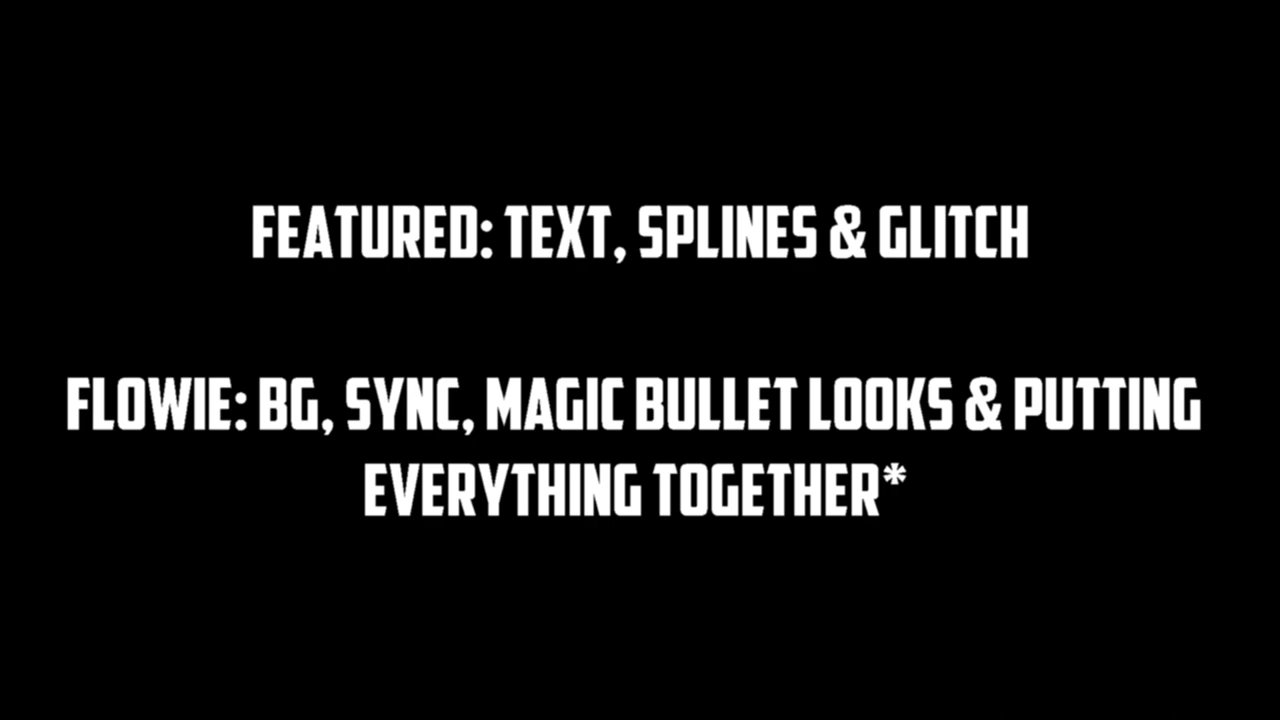 FEATURED: TEXT, SPLINES & GLITCH
FLOWIE: BG, SYNC, MAGIC BULLET LOOKS & PUTTING
EVERYTHING TOGETHER*